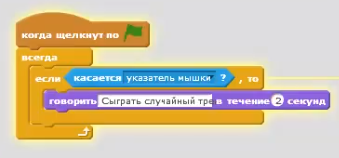 когда щелкнут по
всегда
если касается указатель мышки ? , то
говорить Сыграть случайный тре в течение 2 секунд